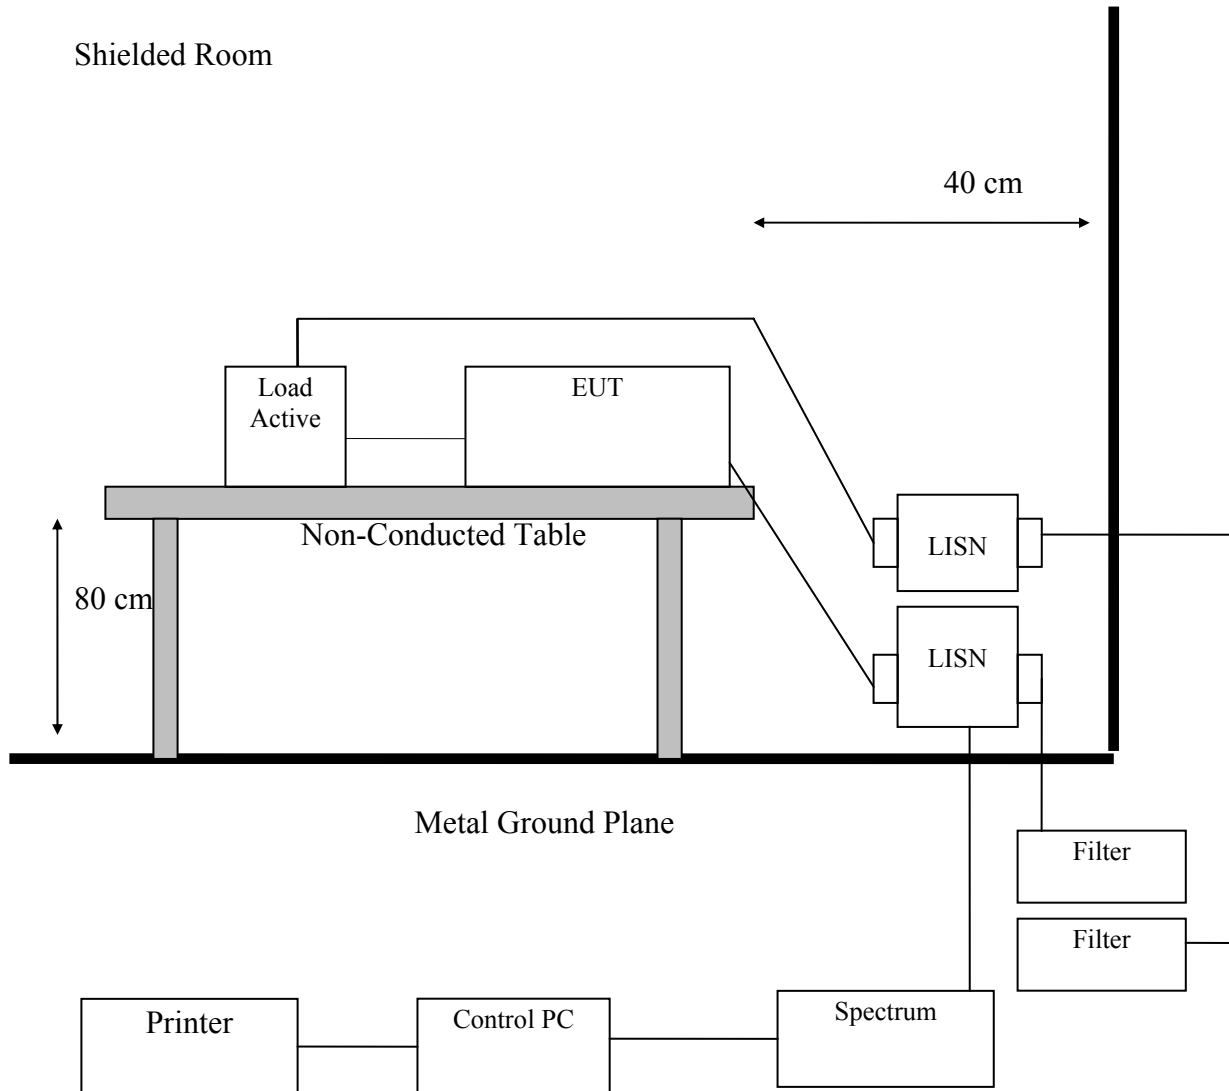 Shielded Room
40 cm
Load
Active
EUT
Non-Conducted Table
LISN
80 cm
LISN
Metal Ground Plane
Filter
Filter
Printer
Control PC
Spectrum